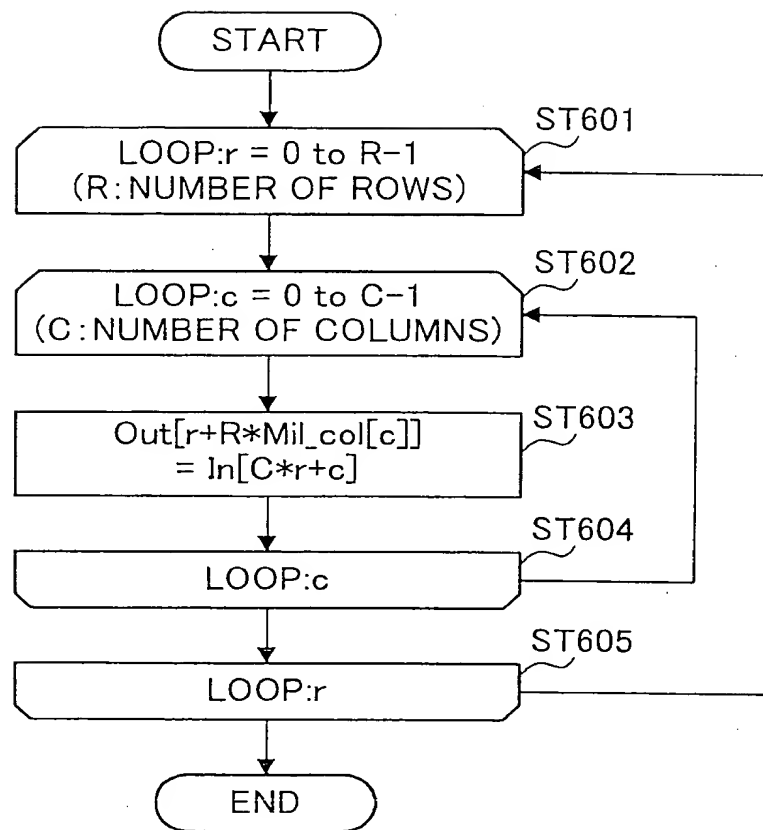 START
ST601
LOOP:r = 0 to R-1
(R:NUMBER OF ROWS)
ST602
LOOP:c = 0 to C-1
(C:NUMBER OF COLUMNS)
ST603
Out[r+R*Mil_col[c]]
= In[C*r+c]
ST604
LOOP:c
ST605
LOOP:r
END